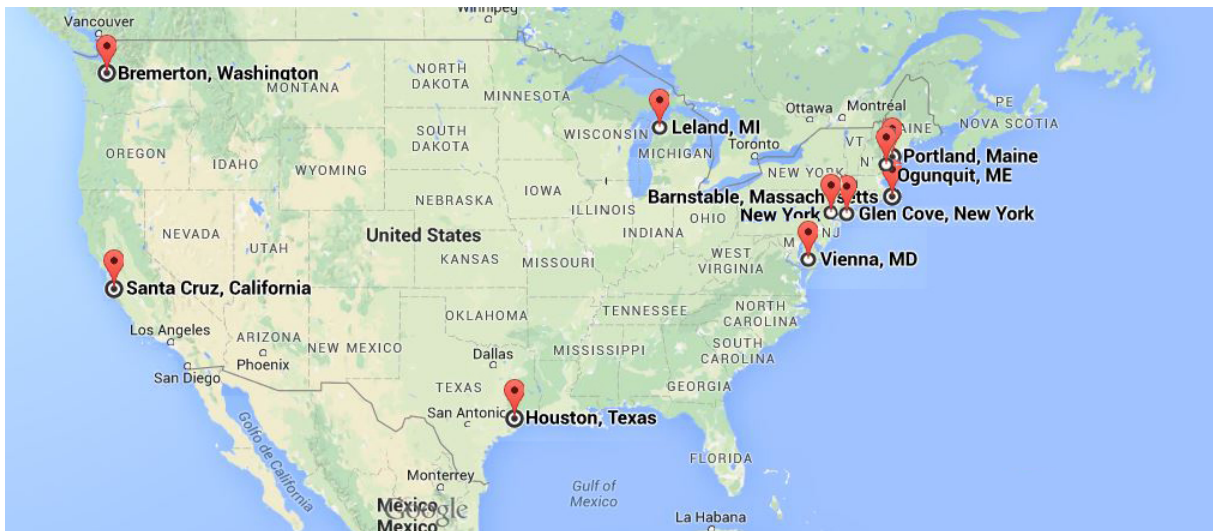 Winnipeg
Vancouver
Bremerton, Washington
MONTANA
NORTH
DAKOTA
MINNESOTA
Ottawa
Montréal
PE
NOVA SCOTIA
MAINE
Leland, MI
WISCONSIN
MICHIGAN
Toronto
VT
Portland, Maine
Ogunquit, ME
OREGON
IDAHO
WYOMING
SOUTH
DAKOTA
NEW YORK
Barnstable, Massachusetts
New York
Glen Cove, New York
NEBRASKA
IOWA
ILLINOIS
INDIANA
OHIO
NJ
NEVADA
UTAH
United States
KANSAS
MISSOURI
WEST
VIRGINIA
Vienna, MD
Santa Cruz, California
Los Angeles
San Diego
ARIZONA
Phoenix
NEW MEXICO
OKLAHOMA
TENNESSEE
NORTH
CAROLINA
SOUTH
CAROLINA
Dallas
MISSISSIPPI
GEORGIA
TEXAS
San Antonio
Houston, Texas
FLORIDA
Golfo de California
Monterrey
Gulf of
Mexico
México
Mexico
Google
La Habana